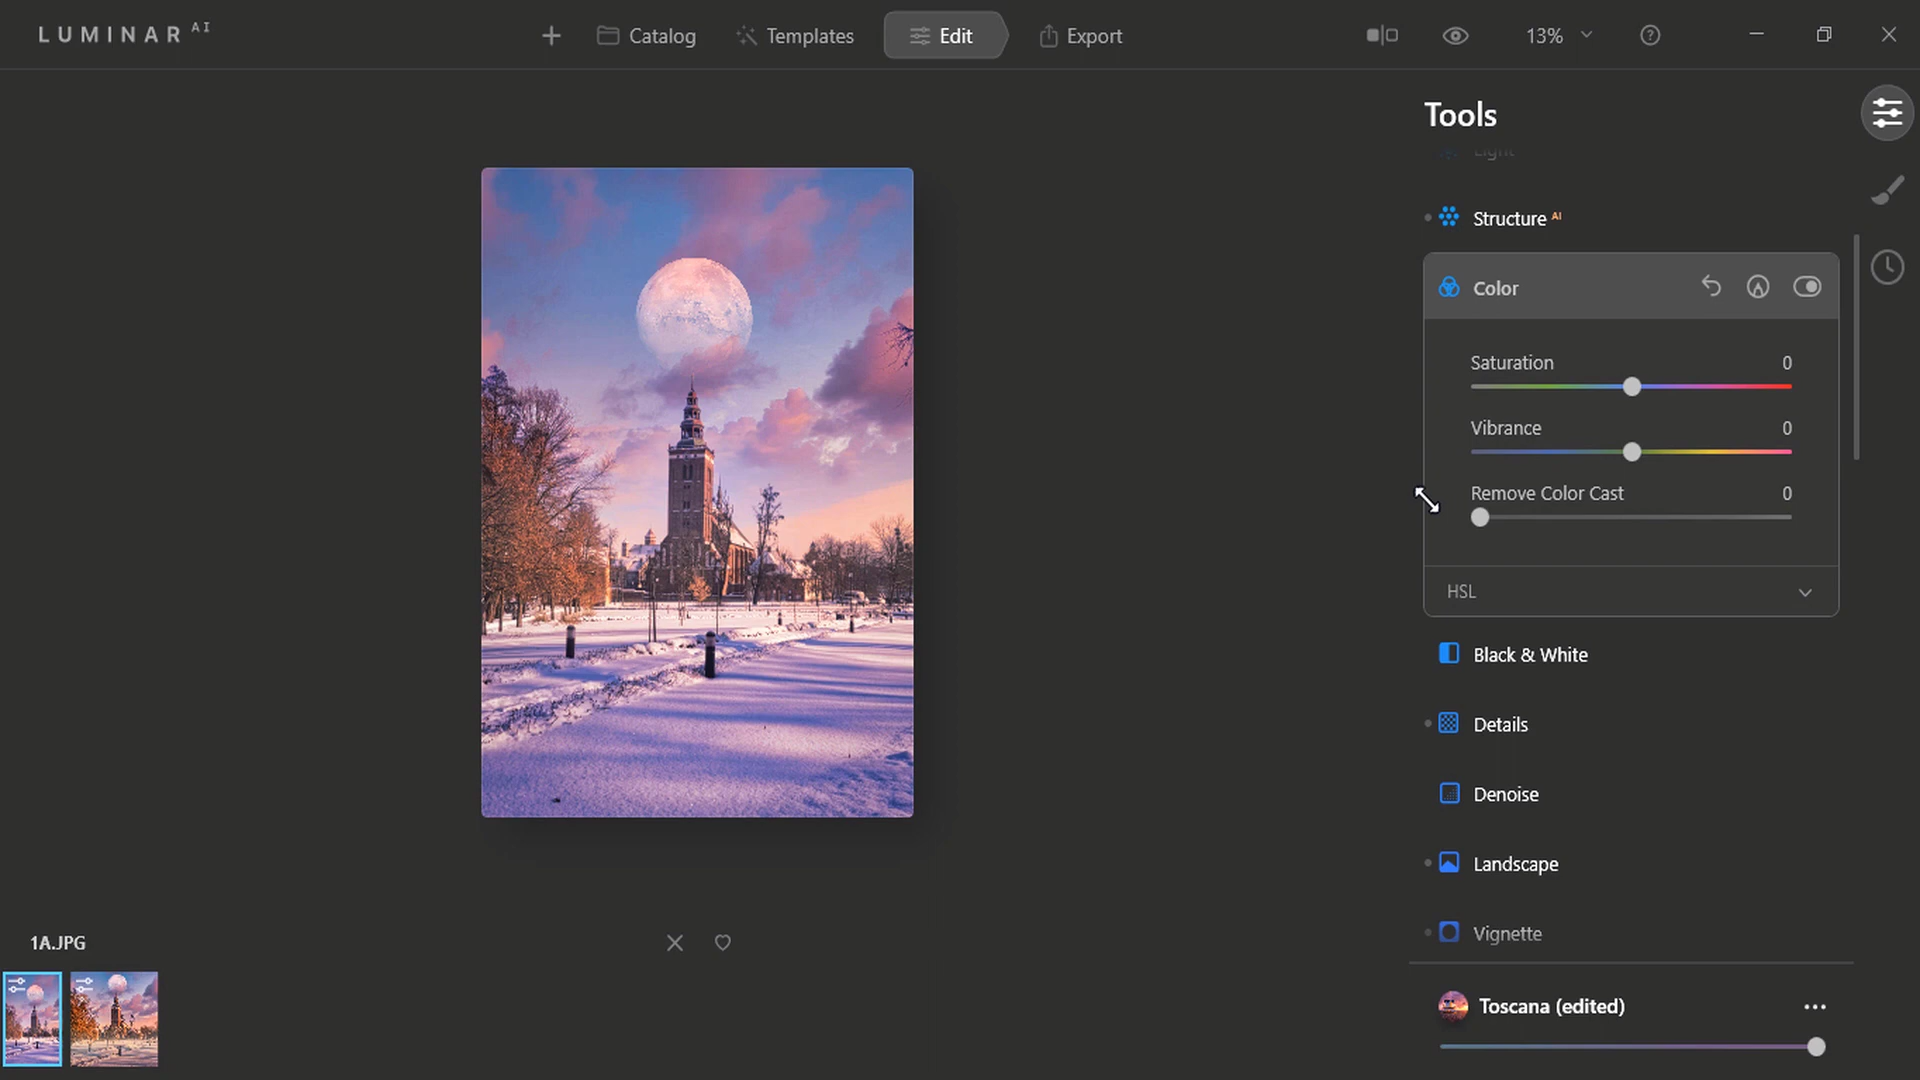 LUMINAR AI
Catalog
Templates
Edit
Export
13%
Tools
Light
Structure AI
Color
Saturation 0
Vibrance 0
Remove Color Cast 0
HSL
Black & White
Details
Denoise
Landscape
Vignette
1A.JPG
Toscana (edited)